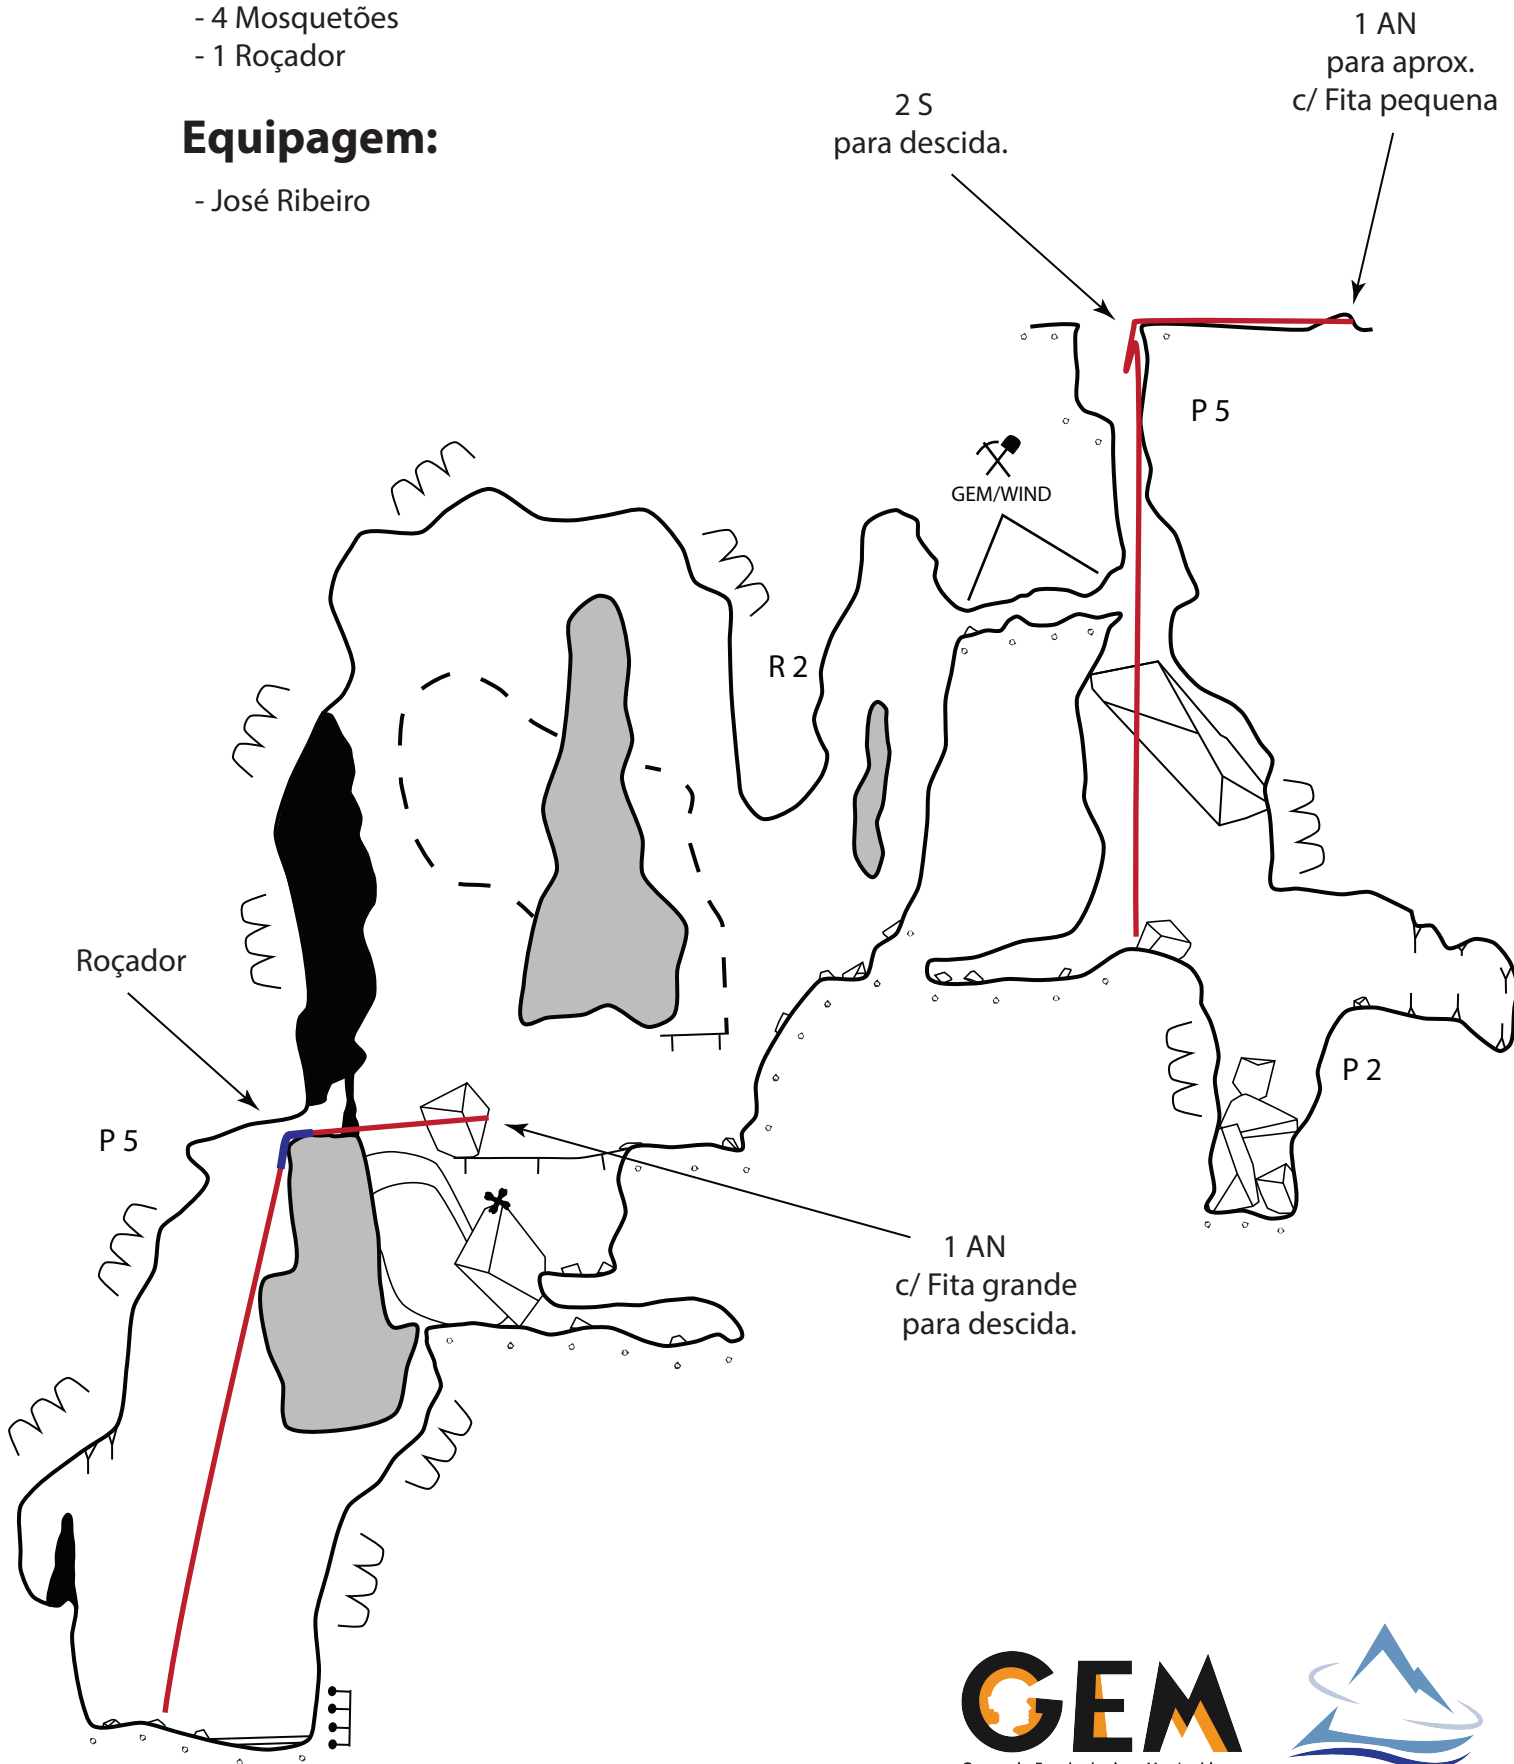 - 4 Mosquetões
- 1 Roçador
Equipagem:
- José Ribeiro
2 S
para descida.
1 AN
para aprox.
c/ Fita pequena
P 5
GEM/WIND
R 2
Roçador
P 5
P 2
1 AN
c/ Fita grande
para descida.
GEM